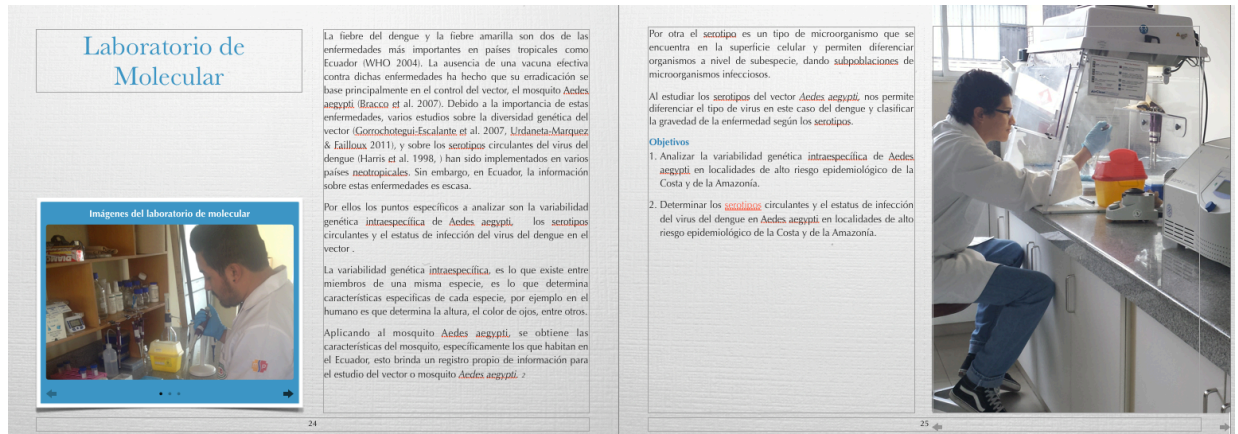 Laboratorio de
Molecular
Imágenes del laboratorio de molecular
La fiebre del dengue y la fiebre amarilla son dos de las
enfermedades más importantes en países tropicales como
Ecuador (WHO 2004). La ausencia de una vacuna efectiva
contra dichas enfermedades ha hecho que su erradicación se
base principalmente en el control del vector, el mosquito Aedes
aegypti (Bracco et al. 2007). Debido a la importancia de estas
enfermedades, varios estudios sobre la diversidad genética del
vector (Gorrochotegui-Escalante et al. 2007, Urdaneta-Marquez
& Failloux 2011), y sobre los serotipos circulantes del virus del
dengue (Harris et al. 1998, ) han sido implementados en varios
países neotropicales. Sin embargo, en Ecuador, la información
sobre estas enfermedades es escasa.
Por ellos los puntos específicos a analizar son la variabilidad
genética intraespecífica de Aedes aegypti, los serotipos
circulantes y el estatus de infección del virus del dengue en el
vector .
La variabilidad genética intraespecífica, es lo que existe entre
miembros de una misma especie, es lo que determina
características especificas de cada especie, por ejemplo en el
humano es que determina la altura, el color de ojos, entre otros.
Aplicando al mosquito Aedes aegypti, se obtiene las
características del mosquito, específicamente los que habitan en
el Ecuador, esto brinda un registro propio de información para
el estudio del vector o mosquito Aedes aegypti. 2
24
Por otra el serotipo es un tipo de microorganismo que se
encuentra en la superficie celular y permiten diferenciar
organismos a nivel de subespecie, dando subpoblaciones de
microorganismos infecciosos.
Al estudiar los serotipos del vector Aedes aegypti, nos permite
diferenciar el tipo de virus en este caso del dengue y clasificar
la gravedad de la enfermedad según los serotipos.
Objetivos
1. Analizar la variabilidad genética intraespecífica de Aedes
aegypti en localidades de alto riesgo epidemiológico de la
Costa y de la Amazonía.
2. Determinar los serotipos circulantes y el estatus de infección
del virus del dengue en Aedes aegypti en localidades de alto
riesgo epidemiológico de la Costa y de la Amazonía.
25